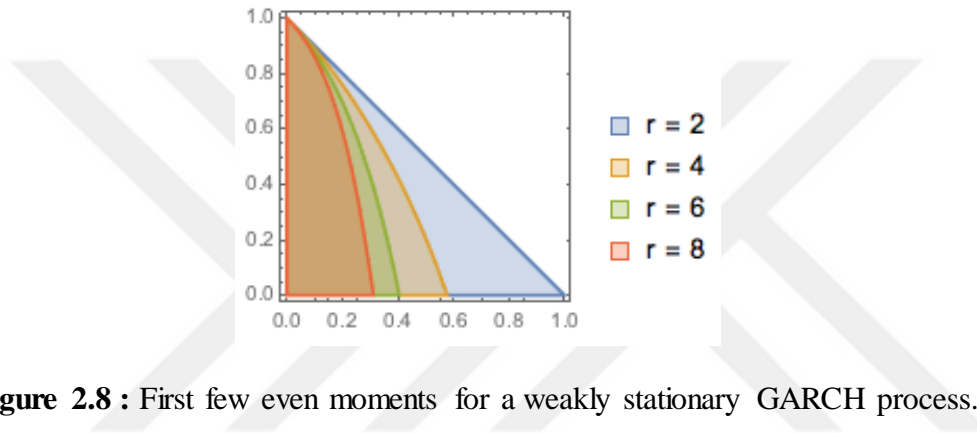 1.0
0.8
0.6
0.4
0.2
0.0
0.0 0.2 0.4 0.6 0.8 1.0
r = 2
r = 4
r = 6
r = 8
gure 2.8 : First few even moments for a weakly stationary GARCH process.